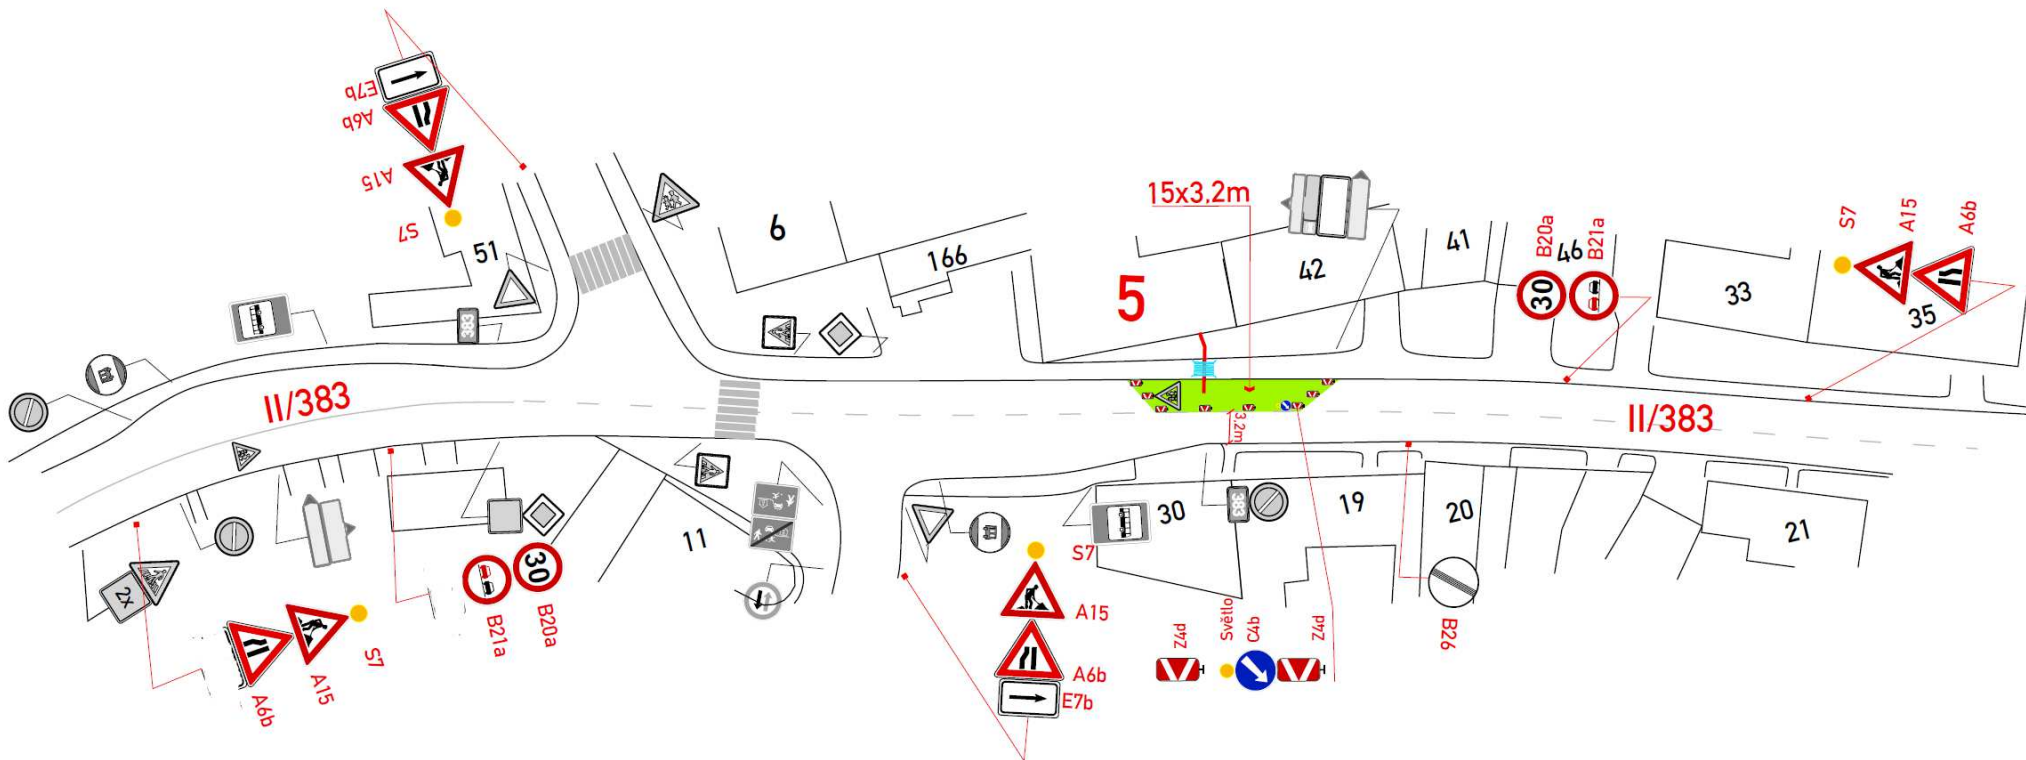 E7b
A6b
A15
S7
51
383
II/383
2x
A6b
A15
S7
30
B21a
B20a
11
6
166
15x3,2m
5
42
41
46
30
B20a
B21a
33
S7
A15
A6b
35
3,2m
II/383
S7
A15
A6b
E7b
30
383
19
20
21
Z4d
Světlo
C4b
Z4d
B26